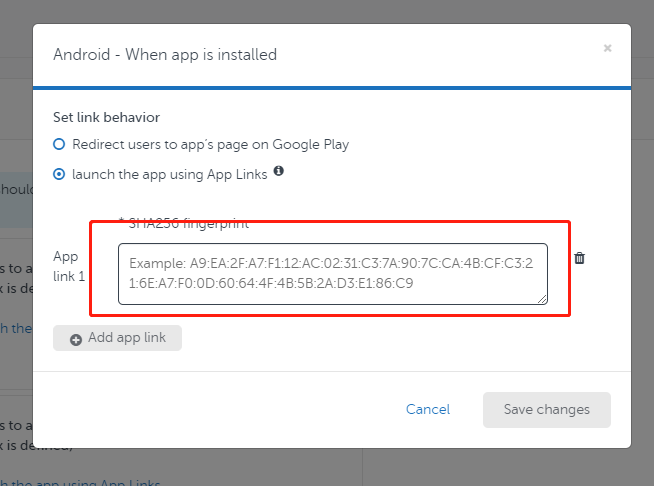 Android - When app is installed
×
Set link behavior
Redirect users to app's page on Google Play
launch the app using App Links
* SHA256 fingerprint
App
link 1
Example: A9:EA:2F:A7:F1:12:AC:02:31:C3:7A:90:7C:CA:4B:CF:C3:2
1:6E:A7:F0:0D:60:64:4F:4B:5B:2A:D3:E1:86:C9
Add app link
Cancel
Save changes
s to a
k is de
h the
s to a
k is defined,
h the app using App Links